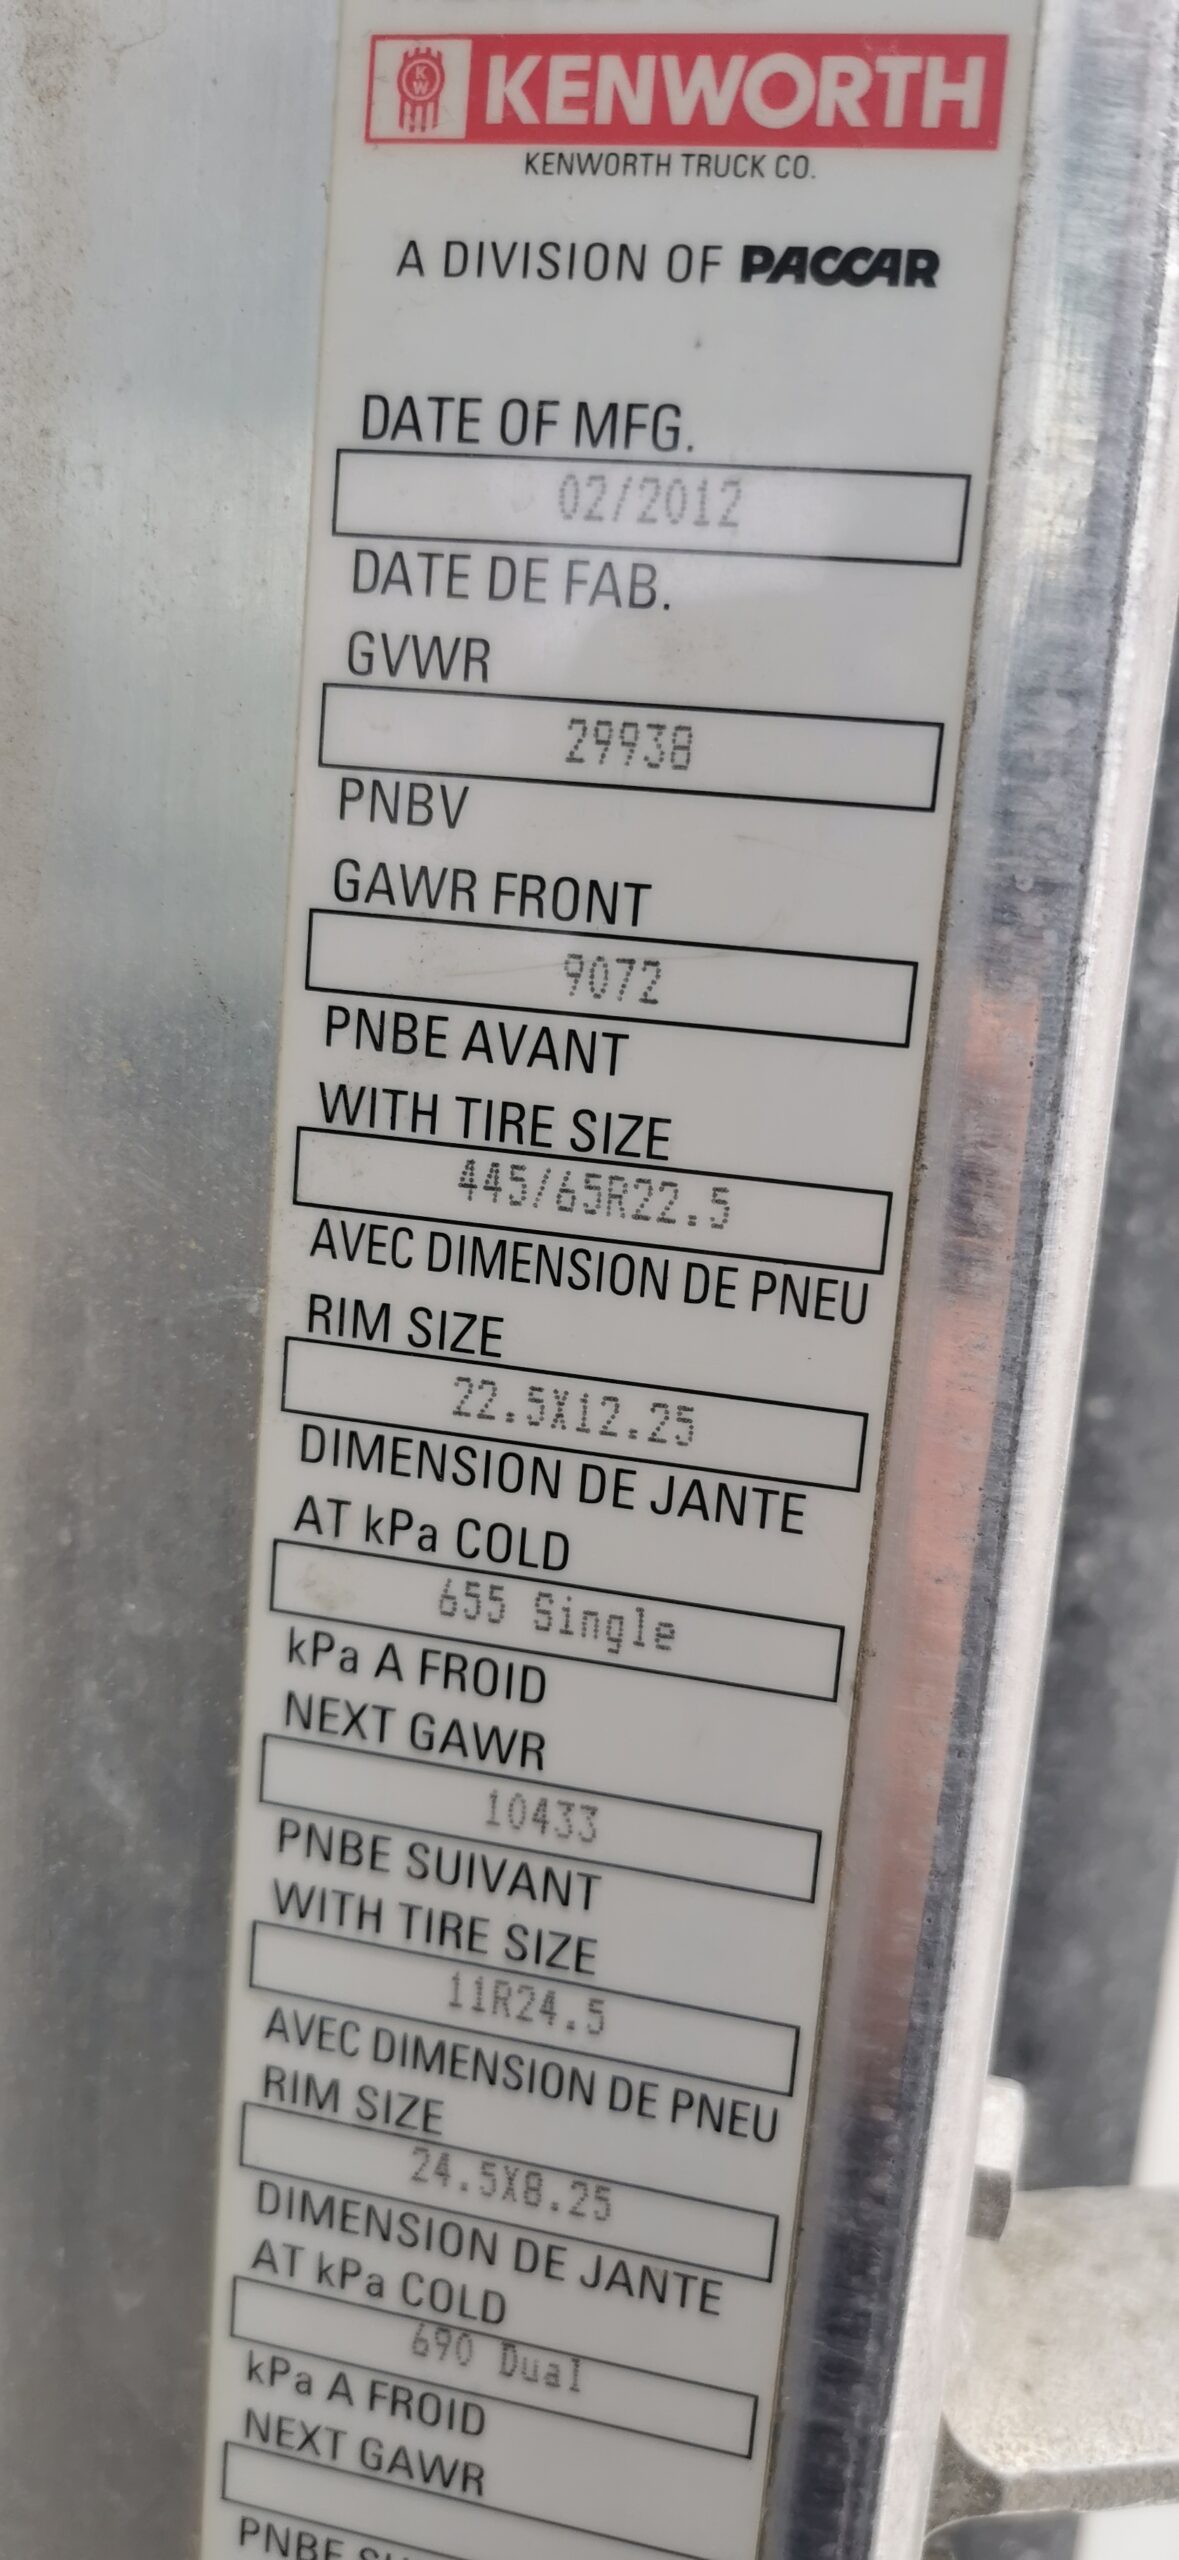 KW KENWORTH
KENWORTH TRUCK CO.
A DIVISION OF PACCAR
DATE OF MFG.
02/2012
DATE DE FAB.
GVWR
29938
PNBV
GAWR FRONT
9072
PNBE AVANT
WITH TIRE SIZE
445/65R22.5
AVEC DIMENSION DE PNEU
RIM SIZE
22.5X12.25
DIMENSION DE JANTE
AT kPa COLD
655 Single
kPa A FROID
NEXT GAWR
10433
PNBE SUIVANT
WITH TIRE SIZE
11R24.5
AVEC DIMENSION DE PNEU
RIM SIZE
24.5X8.25
DIMENSION DE JANTE
AT kPa COLD
690 Dual
kPa A FROID
NEXT GAWR
PNBE